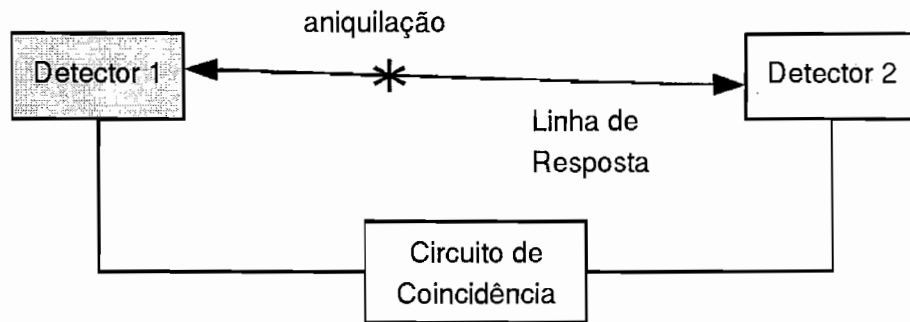 aniquilação
Detector 1
Detector 2
Linha de
Resposta
Circuito de
Coincidência